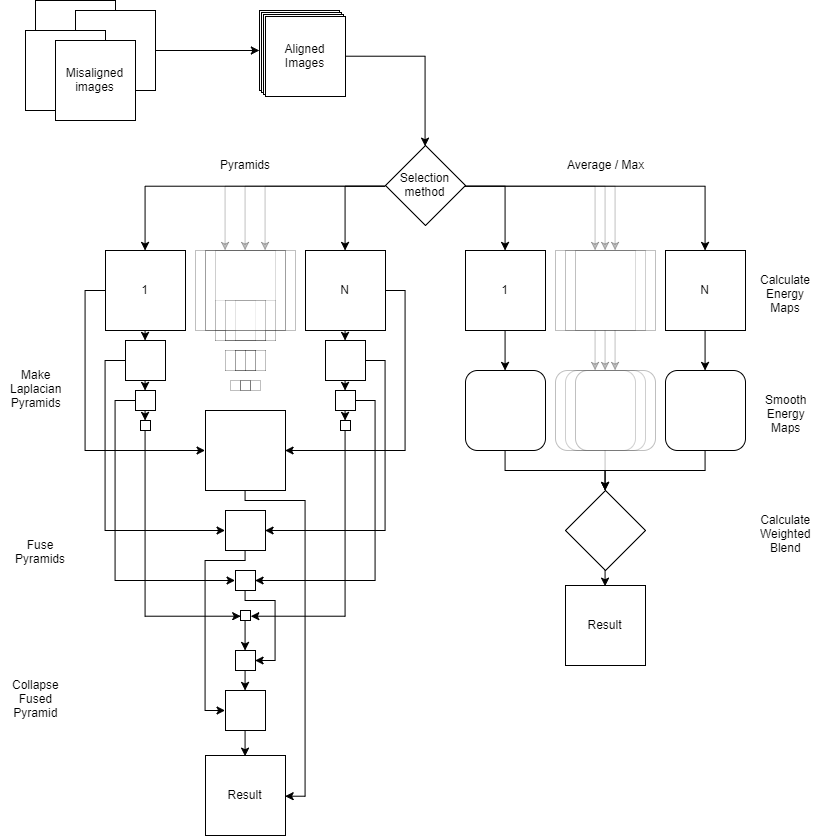 Misaligned
images
Aligned
Images
Pyramids
Selection
method
Average / Max
1
N
1
N
Calculate
Energy
Maps
Make
Laplacian
Pyramids
Smooth
Energy
Maps
Fuse
Pyramids
Calculate
Weighted
Blend
Result
Collapse
Fused
Pyramid
Result